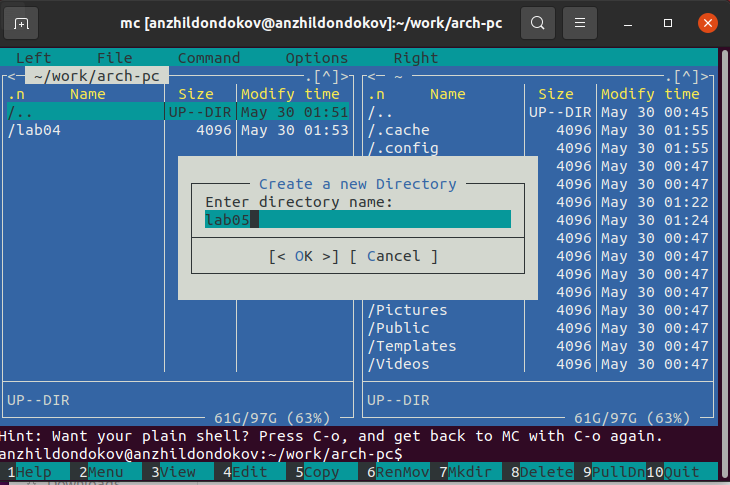 mc [anzhildondokov@anzhildondokov]:~/work/arch-pc
Left File Command Options Right
<─ ~/work/arch-pc ─.[^]>
.n Name Size Modify time
/.. UP--DIR May 30 01:51
/lab04 4096 May 30 01:53
UP--DIR
61G/97G (63%)
<─ ~ ─.[^]>
.n Name Size Modify time
/.. UP--DIR May 30 00:45
/.cache 4096 May 30 01:55
/.config 4096 May 30 01:55
4096 May 30 00:47
4096 May 30 00:47
4096 May 30 01:22
4096 May 30 01:24
4096 May 30 00:47
4096 May 30 00:47
4096 May 30 00:47
4096 May 30 00:47
/Pictures 4096 May 30 00:47
/Public 4096 May 30 00:47
/Templates 4096 May 30 00:47
/Videos 4096 May 30 00:47
UP--DIR
61G/97G (63%)
Create a new Directory
Enter directory name:
lab05
[< OK >] [ Cancel ]
Hint: Want your plain shell? Press C-o, and get back to MC with C-o again.
anzhildondokov@anzhildondokov:~/work/arch-pc$
1Help 2Menu 3View 4Edit 5Copy 6RenMov 7Mkdir 8Delete 9PullDn 10Quit
Downloads